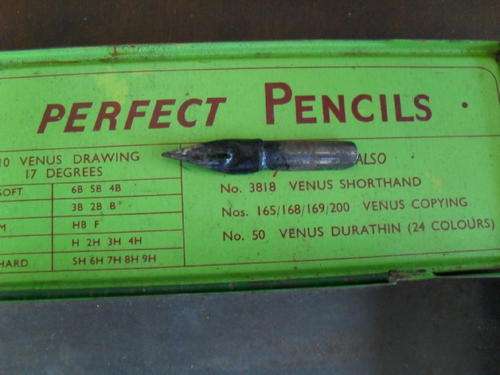 PERFECT PENCILS.
VENUS DRAWING
17 DEGREES
SOFT 6B 5B 4B
3B 2B B
M HB F
H 2H 3H 4H
HARD 5H 6H 7H 8H 9H
ALSO
No. 3818 VENUS SHORTHAND
Nos. 165/168/169/200 VENUS COPYING
No. 50 VENUS DURATHIN (24 COLOURS)